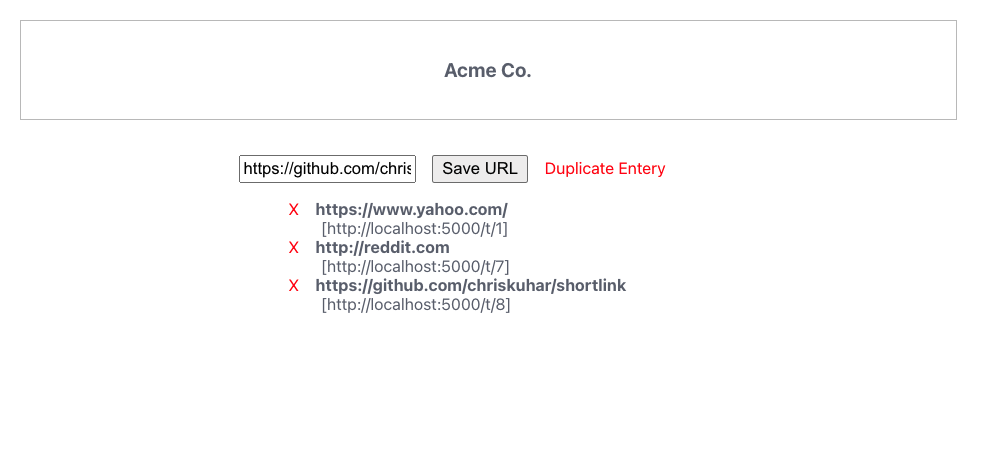 Acme Co.
https://github.com/chris Save URL Duplicate Entery
X https://www.yahoo.com/
[http://localhost:5000/t/1]
X http://reddit.com
[http://localhost:5000/t/7]
X https://github.com/chriskuhar/shortlink
[http://localhost:5000/t/8]